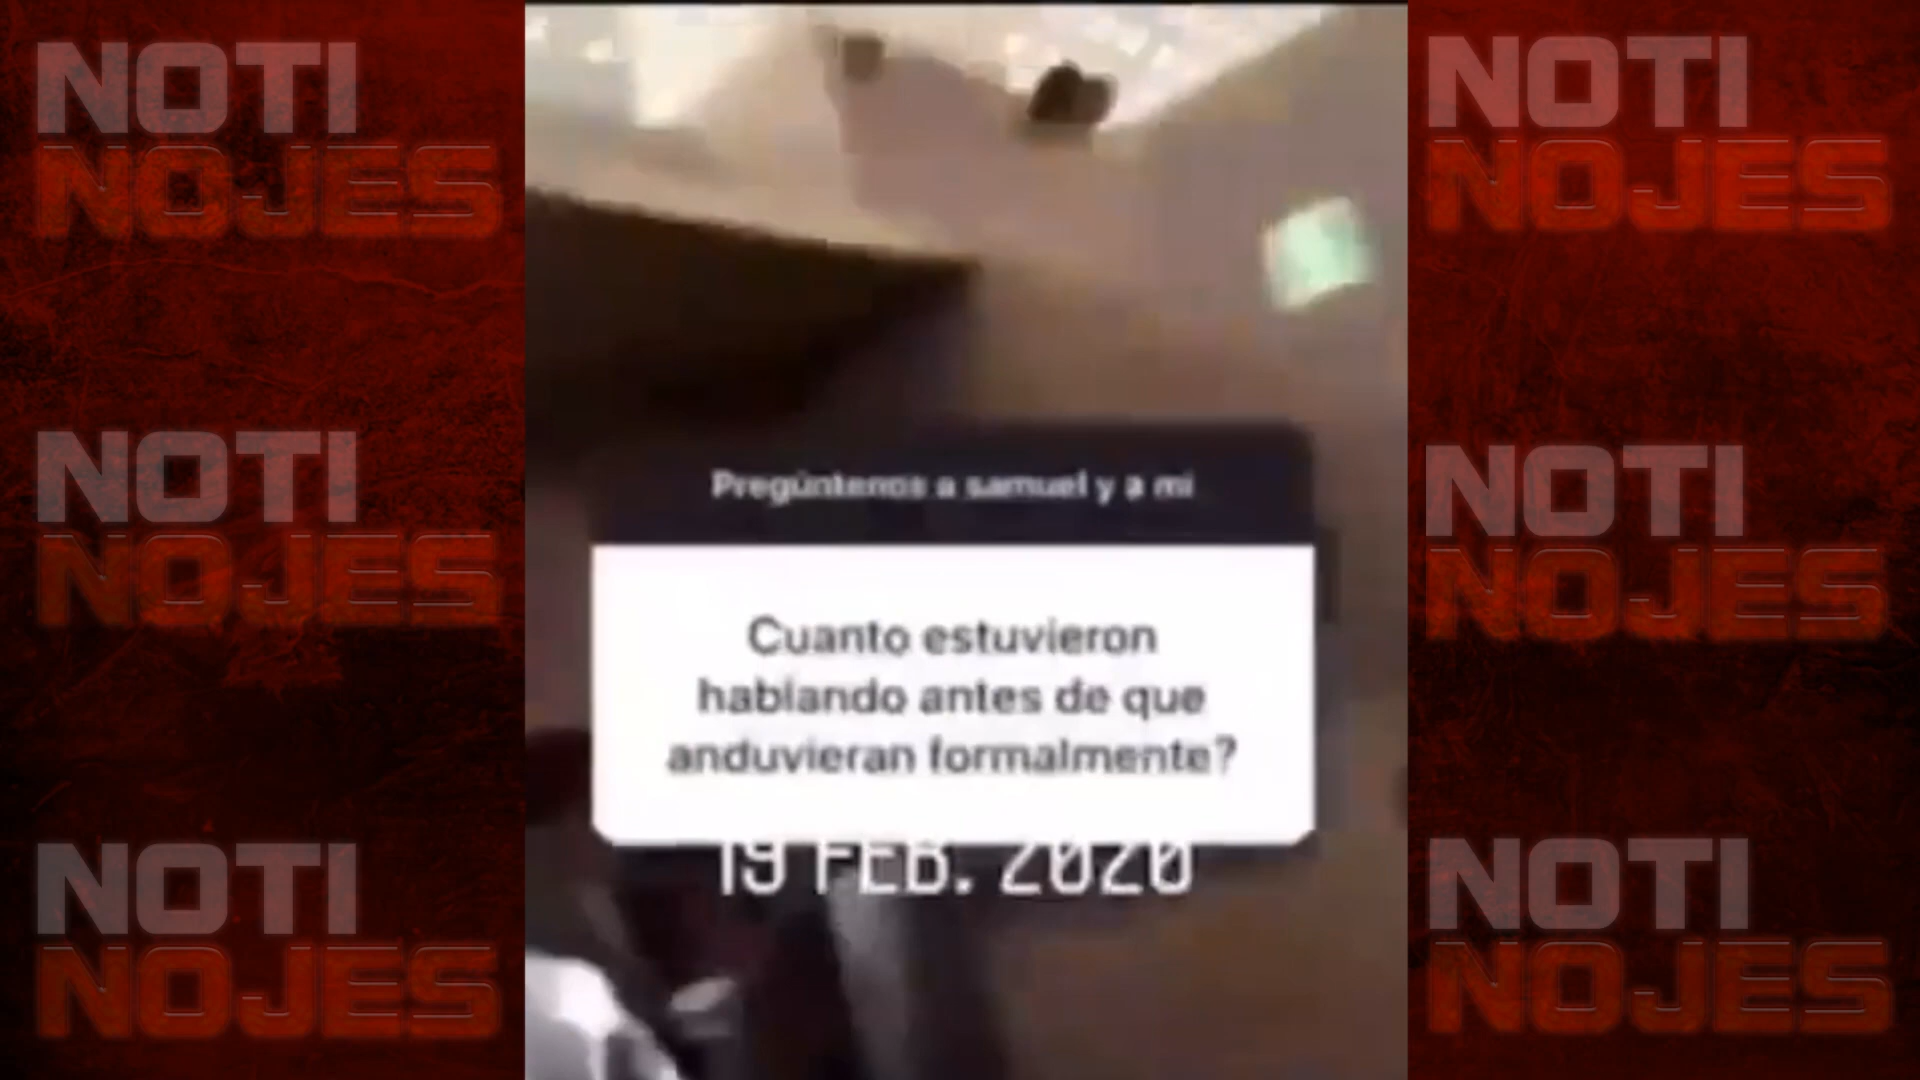 NOTI
NOJES
NOTI
NOJES
NOTI
NOJES
Pregúntenos a samuel y a mi
Cuanto estuvieron
hablando antes de que
anduvieran formalmente?
19 FEB. 2020
NOTI
NOJES
NOTI
NOJES
NOTI
NOJES